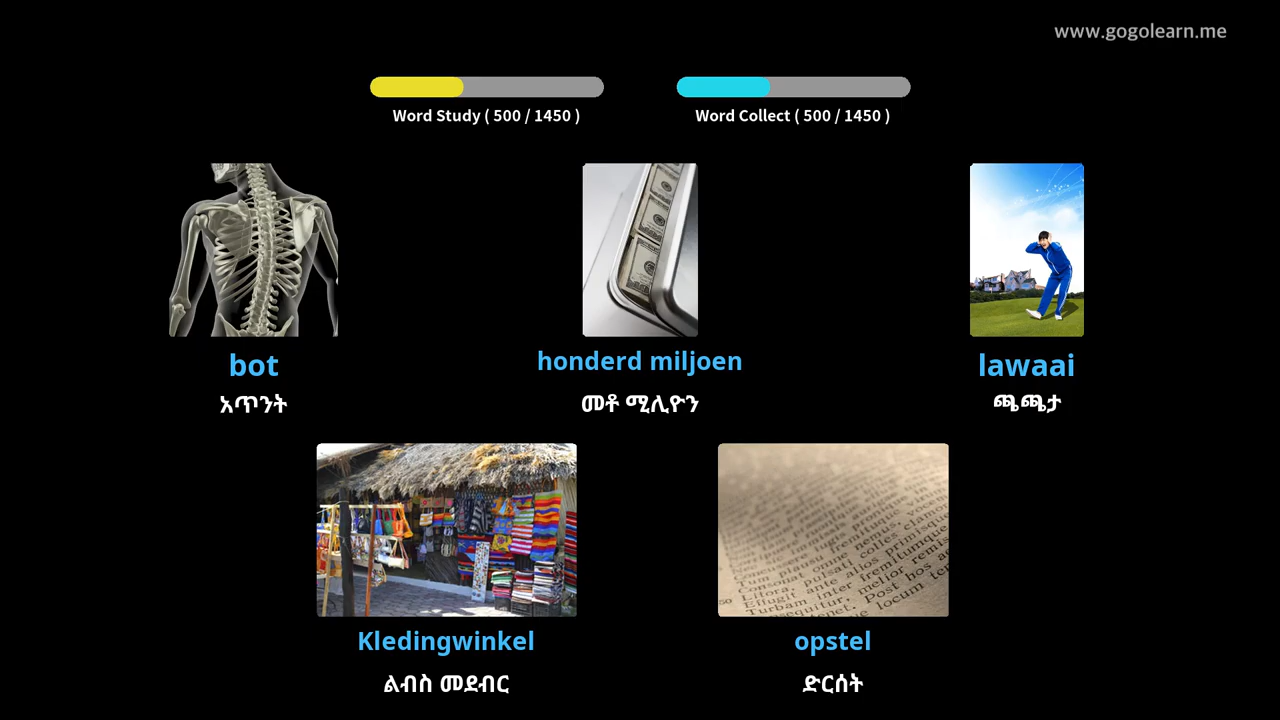 www.gogolearn.me
Word Study ( 500 / 1450 )
Word Collect ( 500 / 1450 )
bot
honderd miljoen
lawaai
አጥንት
መቶ ሚሊዮን
ጫጫታ
Kledingwinkel
opstel
ልብስ መደብር
ድርሰት